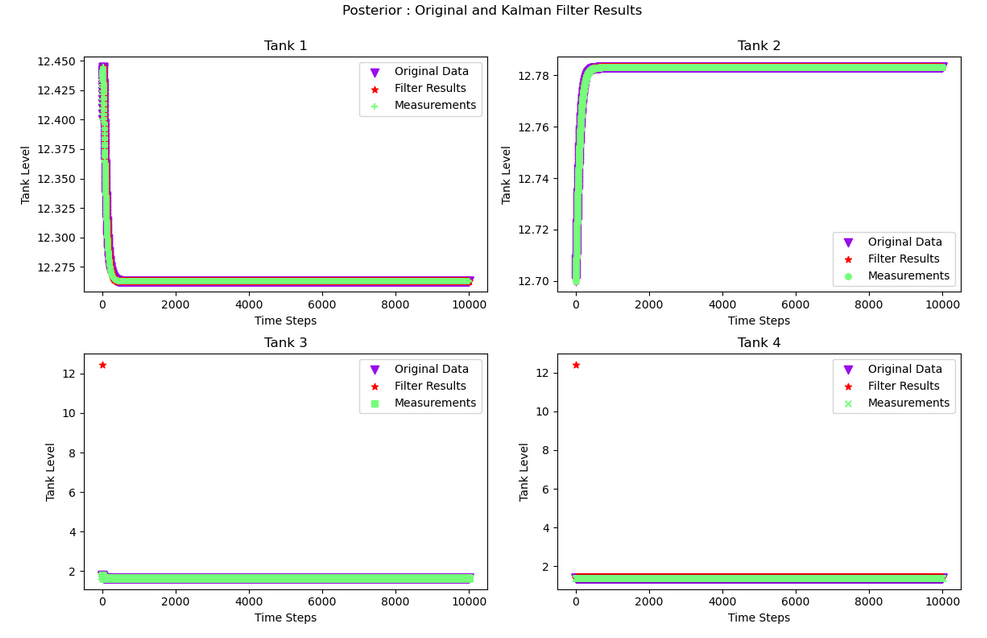 Posterior : Original and Kalman Filter Results
Tank 1
12.450
12.425
12.400
12.375
12.350
12.325
12.300
12.275
Tank Level
Original Data
Filter Results
Measurements
0 2000 4000 6000 8000 10000
Time Steps
Tank 2
12.78
12.76
12.74
12.72
12.70
Tank Level
Original Data
Filter Results
Measurements
0 2000 4000 6000 8000 10000
Time Steps
Tank 3
12
10
8
6
4
2
Tank Level
Original Data
Filter Results
Measurements
0 2000 4000 6000 8000 10000
Time Steps
Tank 4
12
10
8
6
4
2
Tank Level
Original Data
Filter Results
Measurements
0 2000 4000 6000 8000 10000
Time Steps